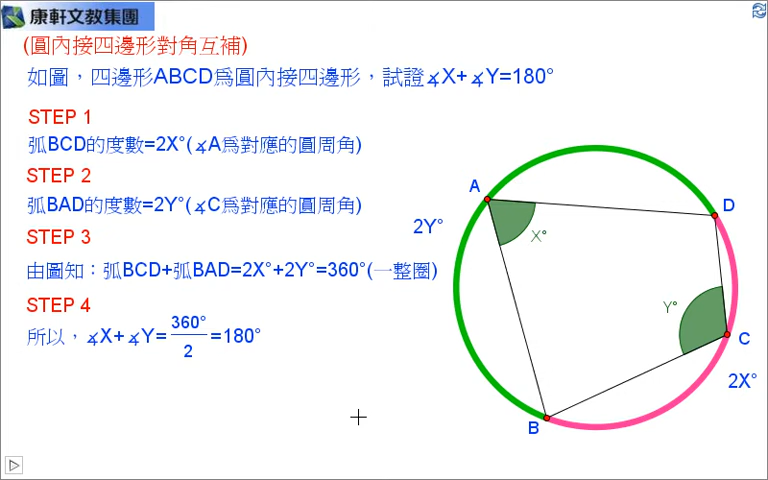 康軒文教集團
(圓內接四邊形對角互補)
如圖，四邊形ABCD為圓內接四邊形，試證∡X+∡Y=180°
STEP 1
弧BCD的度數=2X°(∡A為對應的圓周角)
STEP 2
弧BAD的度數=2Y°(∡C為對應的圓周角)
STEP 3
由圖知：弧BCD+弧BAD=2X°+2Y°=360°(一整圈)
STEP 4
所以，∡X+∡Y=360°/2=180°
A
D
2Y°
X°
Y°
C
2X°
B